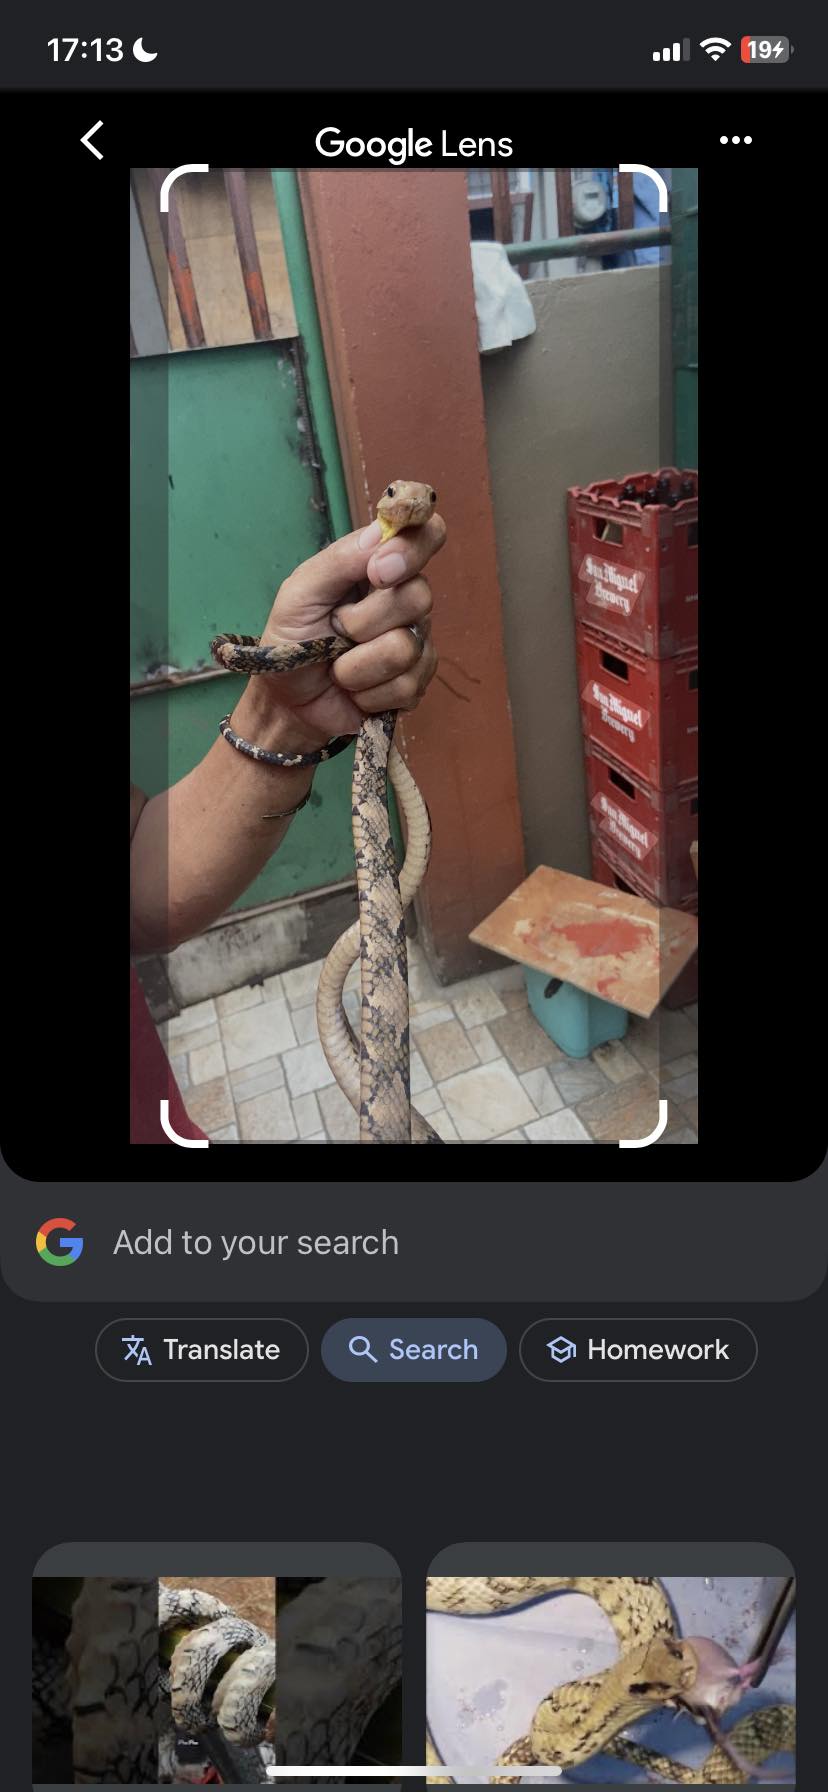 17:13
19
Google Lens
San Miguel
Brewery
San Miguel
Brewery
San Miguel
Brewery
Add to your search
Translate
Search
Homework